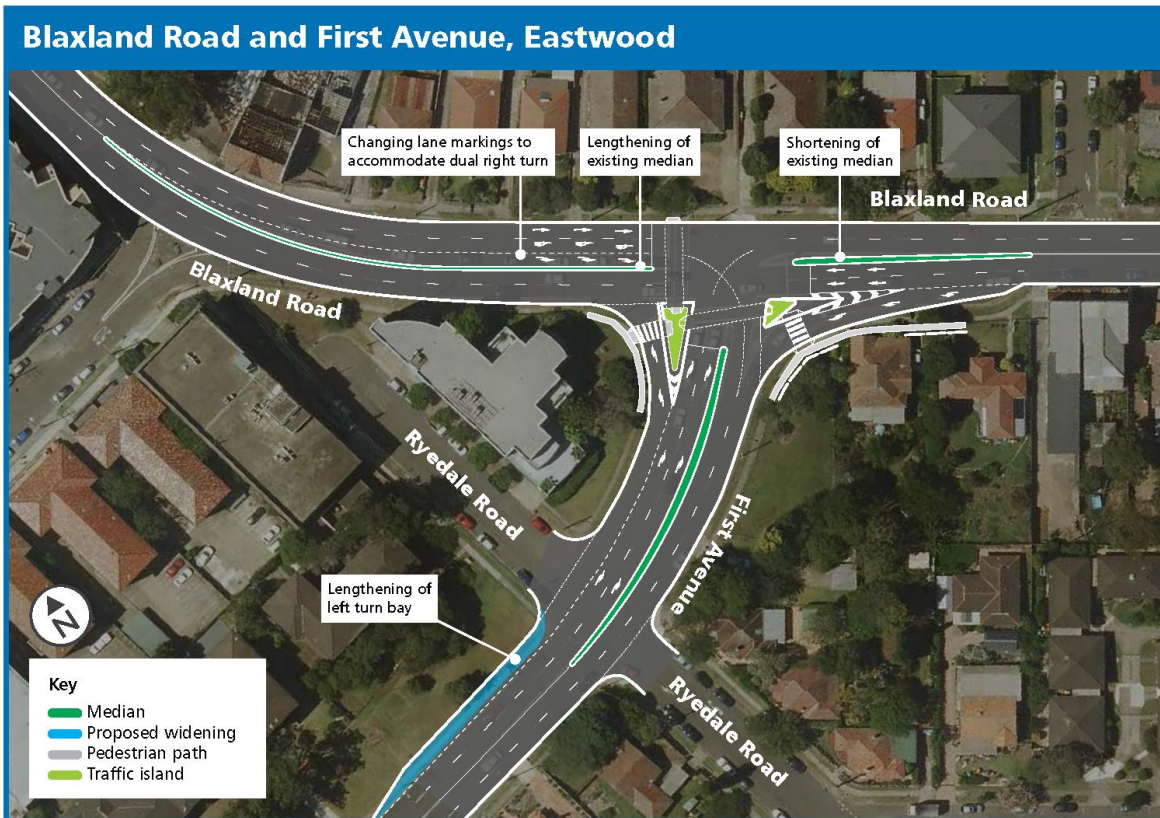 Blaxland Road and First Avenue, Eastwood
Changing lane markings to
accommodate dual right turn
Lengthening of
existing median
Shortening of
existing median
Blaxland Road
Blaxland Road
Ryedale Road
First Avenue
Lengthening of
left turn bay
Ryedale Road
N
Key
Median
Proposed widening
Pedestrian path
Traffic island